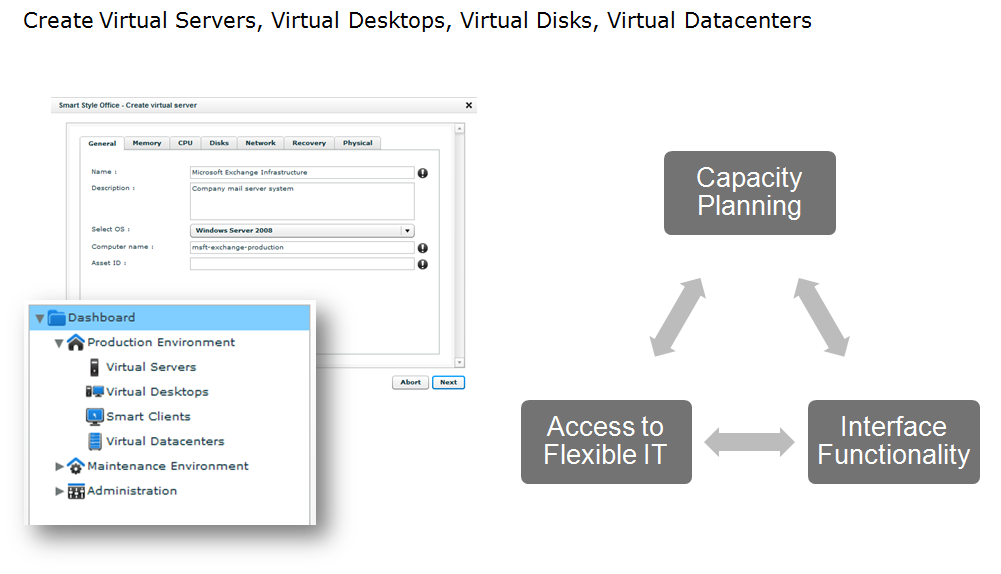 Create Virtual Servers, Virtual Desktops, Virtual Disks, Virtual Datacenters
Smart Style Office - Create virtual server
General Memory CPU Disks Network Recovery Physical
Name : Microsoft Exchange Infrastructure
Description : Company mail server system
Select OS : Windows Server 2008
Computer name : msft-exchange-production
Asset ID :
Abort Next
Dashboard
Production Environment
Virtual Servers
Virtual Desktops
Smart Clients
Virtual Datacenters
Maintenance Environment
Administration
Capacity
Planning
Access to
Flexible IT
Interface
Functionality